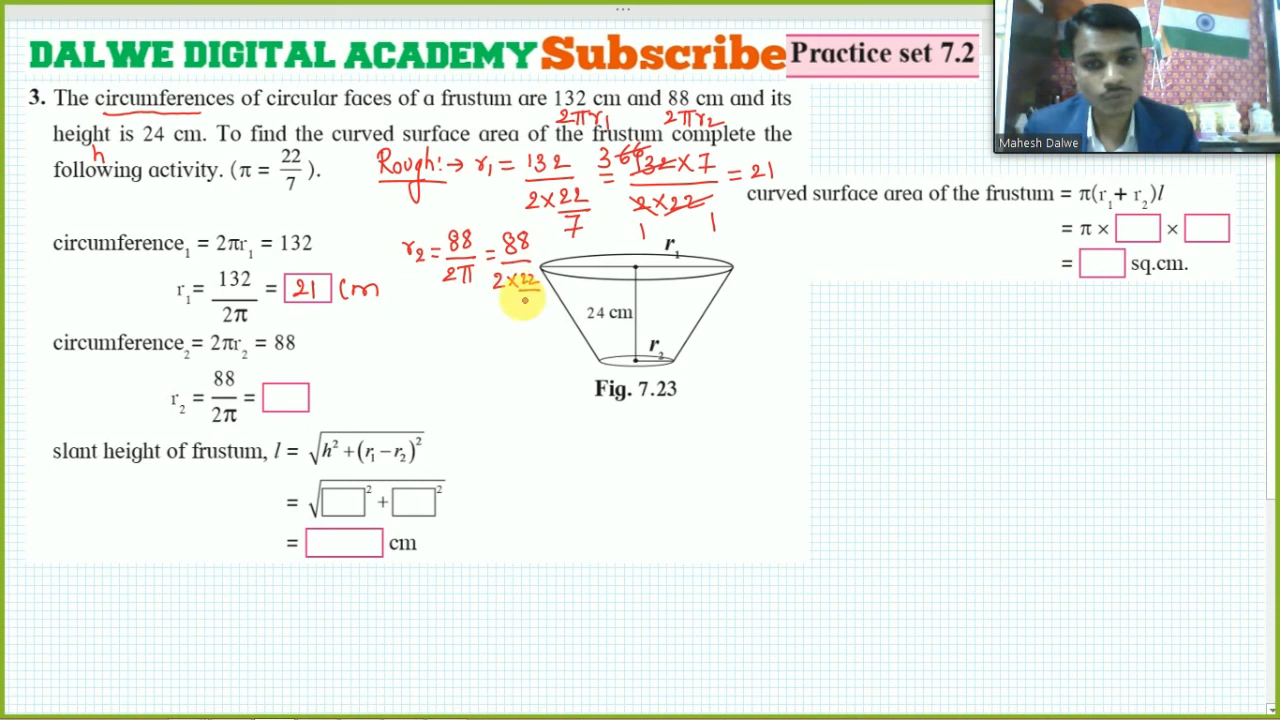 DALWE DIGITAL ACADEMY Subscribe Practice set 7.2
3. The circumferences of circular faces of a frustum are 132 cm and 88 cm and its
2πr₁ 2πr₂
height is 24 cm. To find the curved surface area of the frustum complete the
h
following activity. (π = 22/7).
Rough:→ r₁ = 132/(2×22/7) = 132×7/(2×22) = 21
3 66
1 1
circumference₁ = 2πr₁ = 132
r₂ = 88/2π = 88/(2×22
r₁ = 132/2π = 21 cm
circumference₂ = 2πr₂ = 88
r₂ = 88/2π =
slant height of frustum, l = √(h² + (r₁ − r₂)²)
= √( ² + ²)
= cm
r₁
24 cm
r₂
Fig. 7.23
curved surface area of the frustum = π(r₁ + r₂)l
= π × ×
= sq.cm.
Mahesh Dalwe